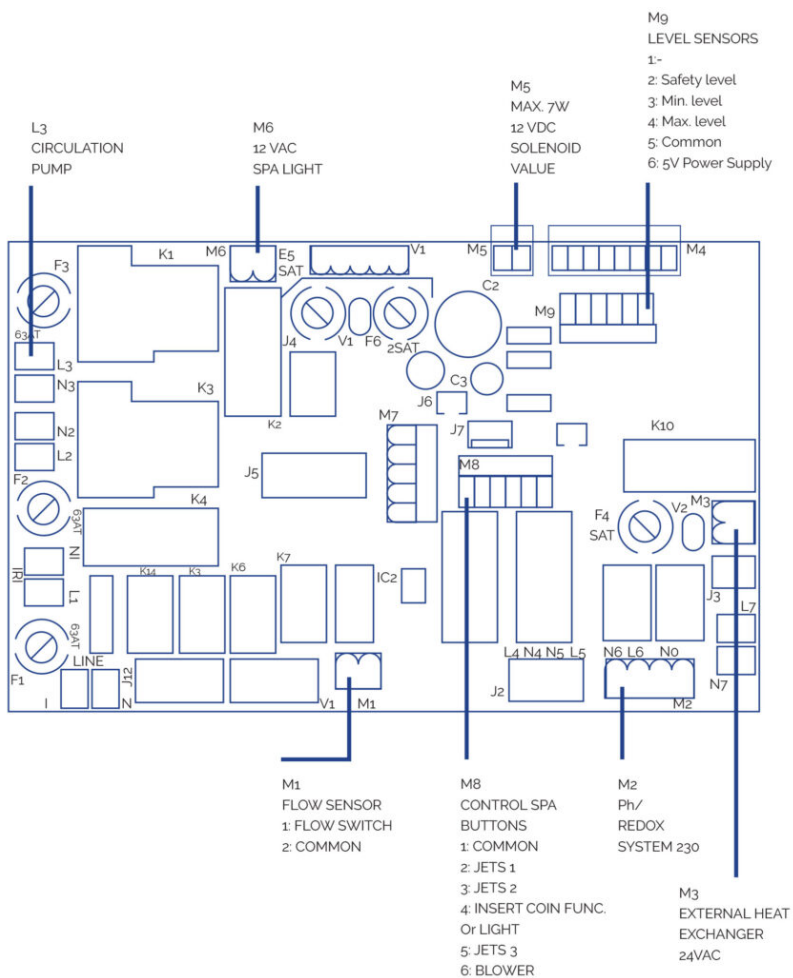 M9
LEVEL SENSORS
1:-
2: Safety level
3: Min. level
4: Max. level
5: Common
6: 5V Power Supply
M5
MAX. 7W
12 VDC
SOLENOID
VALUE
M6
12 VAC
SPA LIGHT
L3
CIRCULATION
PUMP
F3
K1
M6
E5
SAT
V1
M5
M4
C2
M9
63AT
L3
N3
J4
V1
F6
2SAT
K3
K2
C3
J6
M7
J7
K10
N2
L2
J5
M8
F2
63AT
K4
F4
SAT
V2
M3
NI
IRI
L1
K14
K3
K6
K7
IC2
J3
L7
63AT
F1
LINE
J12
I
N
V1
M1
L4 N4 N5 L5
J2
N6 L6 N0
M2
N7
M1
FLOW SENSOR
1: FLOW SWITCH
2: COMMON
M8
CONTROL SPA
BUTTONS
1: COMMON
2: JETS 1
3: JETS 2
4: INSERT COIN FUNC.
Or LIGHT
5: JETS 3
6: BLOWER
M2
Ph/
REDOX
SYSTEM 230
M3
EXTERNAL HEAT
EXCHANGER
24VAC